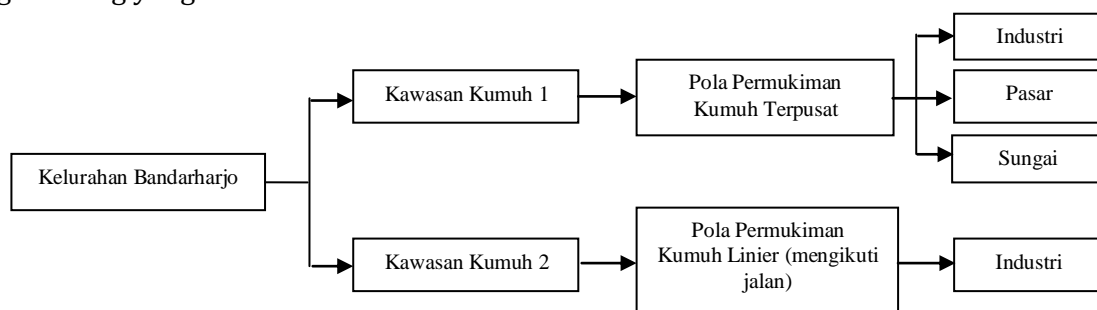 Kelurahan Bandarharjo
Kawasan Kumuh 1
Pola Permukiman
Kumuh Terpusat
Industri
Pasar
Sungai
Kawasan Kumuh 2
Pola Permukiman
Kumuh Linier (mengikuti
jalan)
Industri